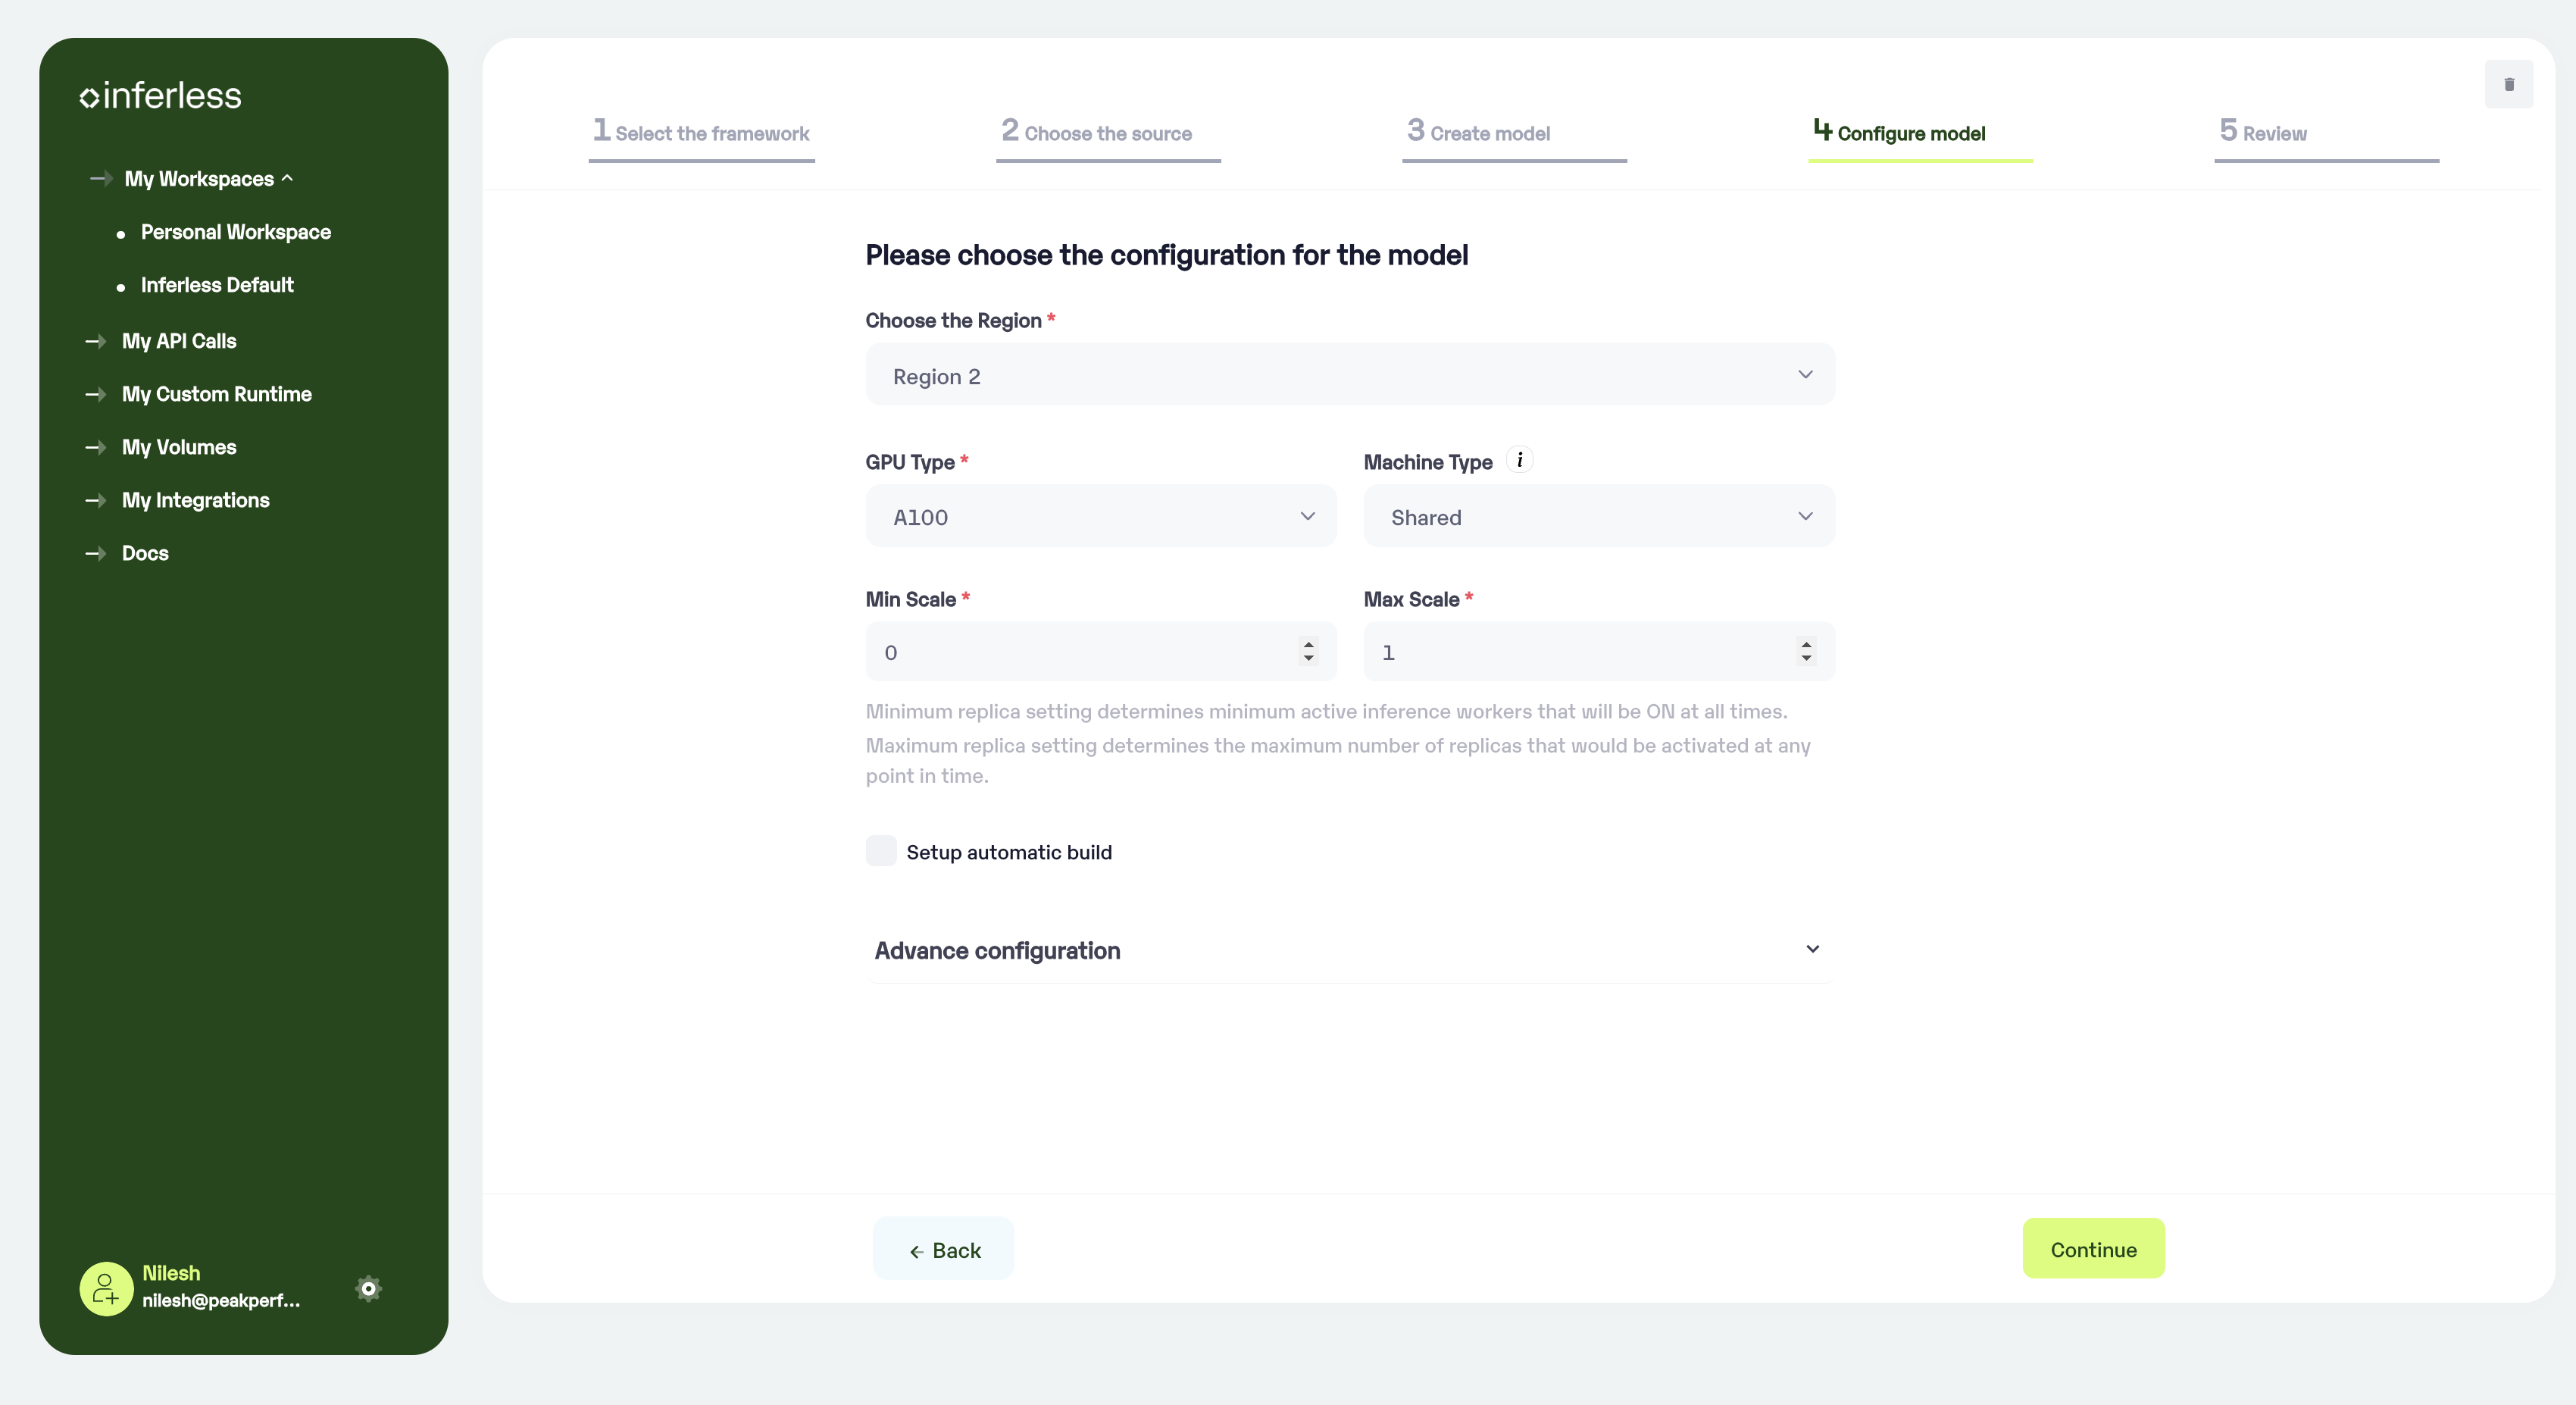 inferless
My Workspaces
Personal Workspace
Inferless Default
My API Calls
My Custom Runtime
My Volumes
My Integrations
Docs
Nilesh
nilesh@peakperf...
1 Select the framework
2 Choose the source
3 Create model
4 Configure model
5 Review
Please choose the configuration for the model
Choose the Region *
Region 2
GPU Type *
Machine Type i
A100
Shared
Min Scale *
Max Scale *
0
1
Minimum replica setting determines minimum active inference workers that will be ON at all times.
Maximum replica setting determines the maximum number of replicas that would be activated at any
point in time.
Setup automatic build
Advance configuration
Back
Continue